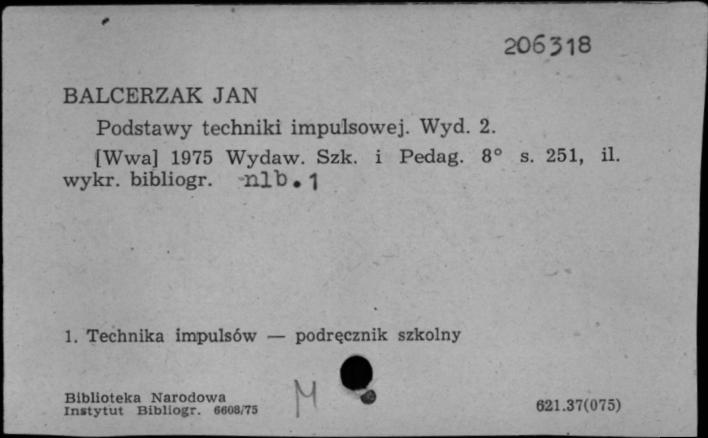 206318
BALCERZAK JAN
Podstawy techniki impulsowej. Wyd. 2.
[Wwa] 1975 Wydaw. Szk. i Pedag. 8° s. 251, il.
wykr. bibliogr. nlb.1
1. Technika impulsów — podręcznik szkolny
Biblioteka Narodowa
Instytut Bibliogr. 6608/75
M
621.37(075)